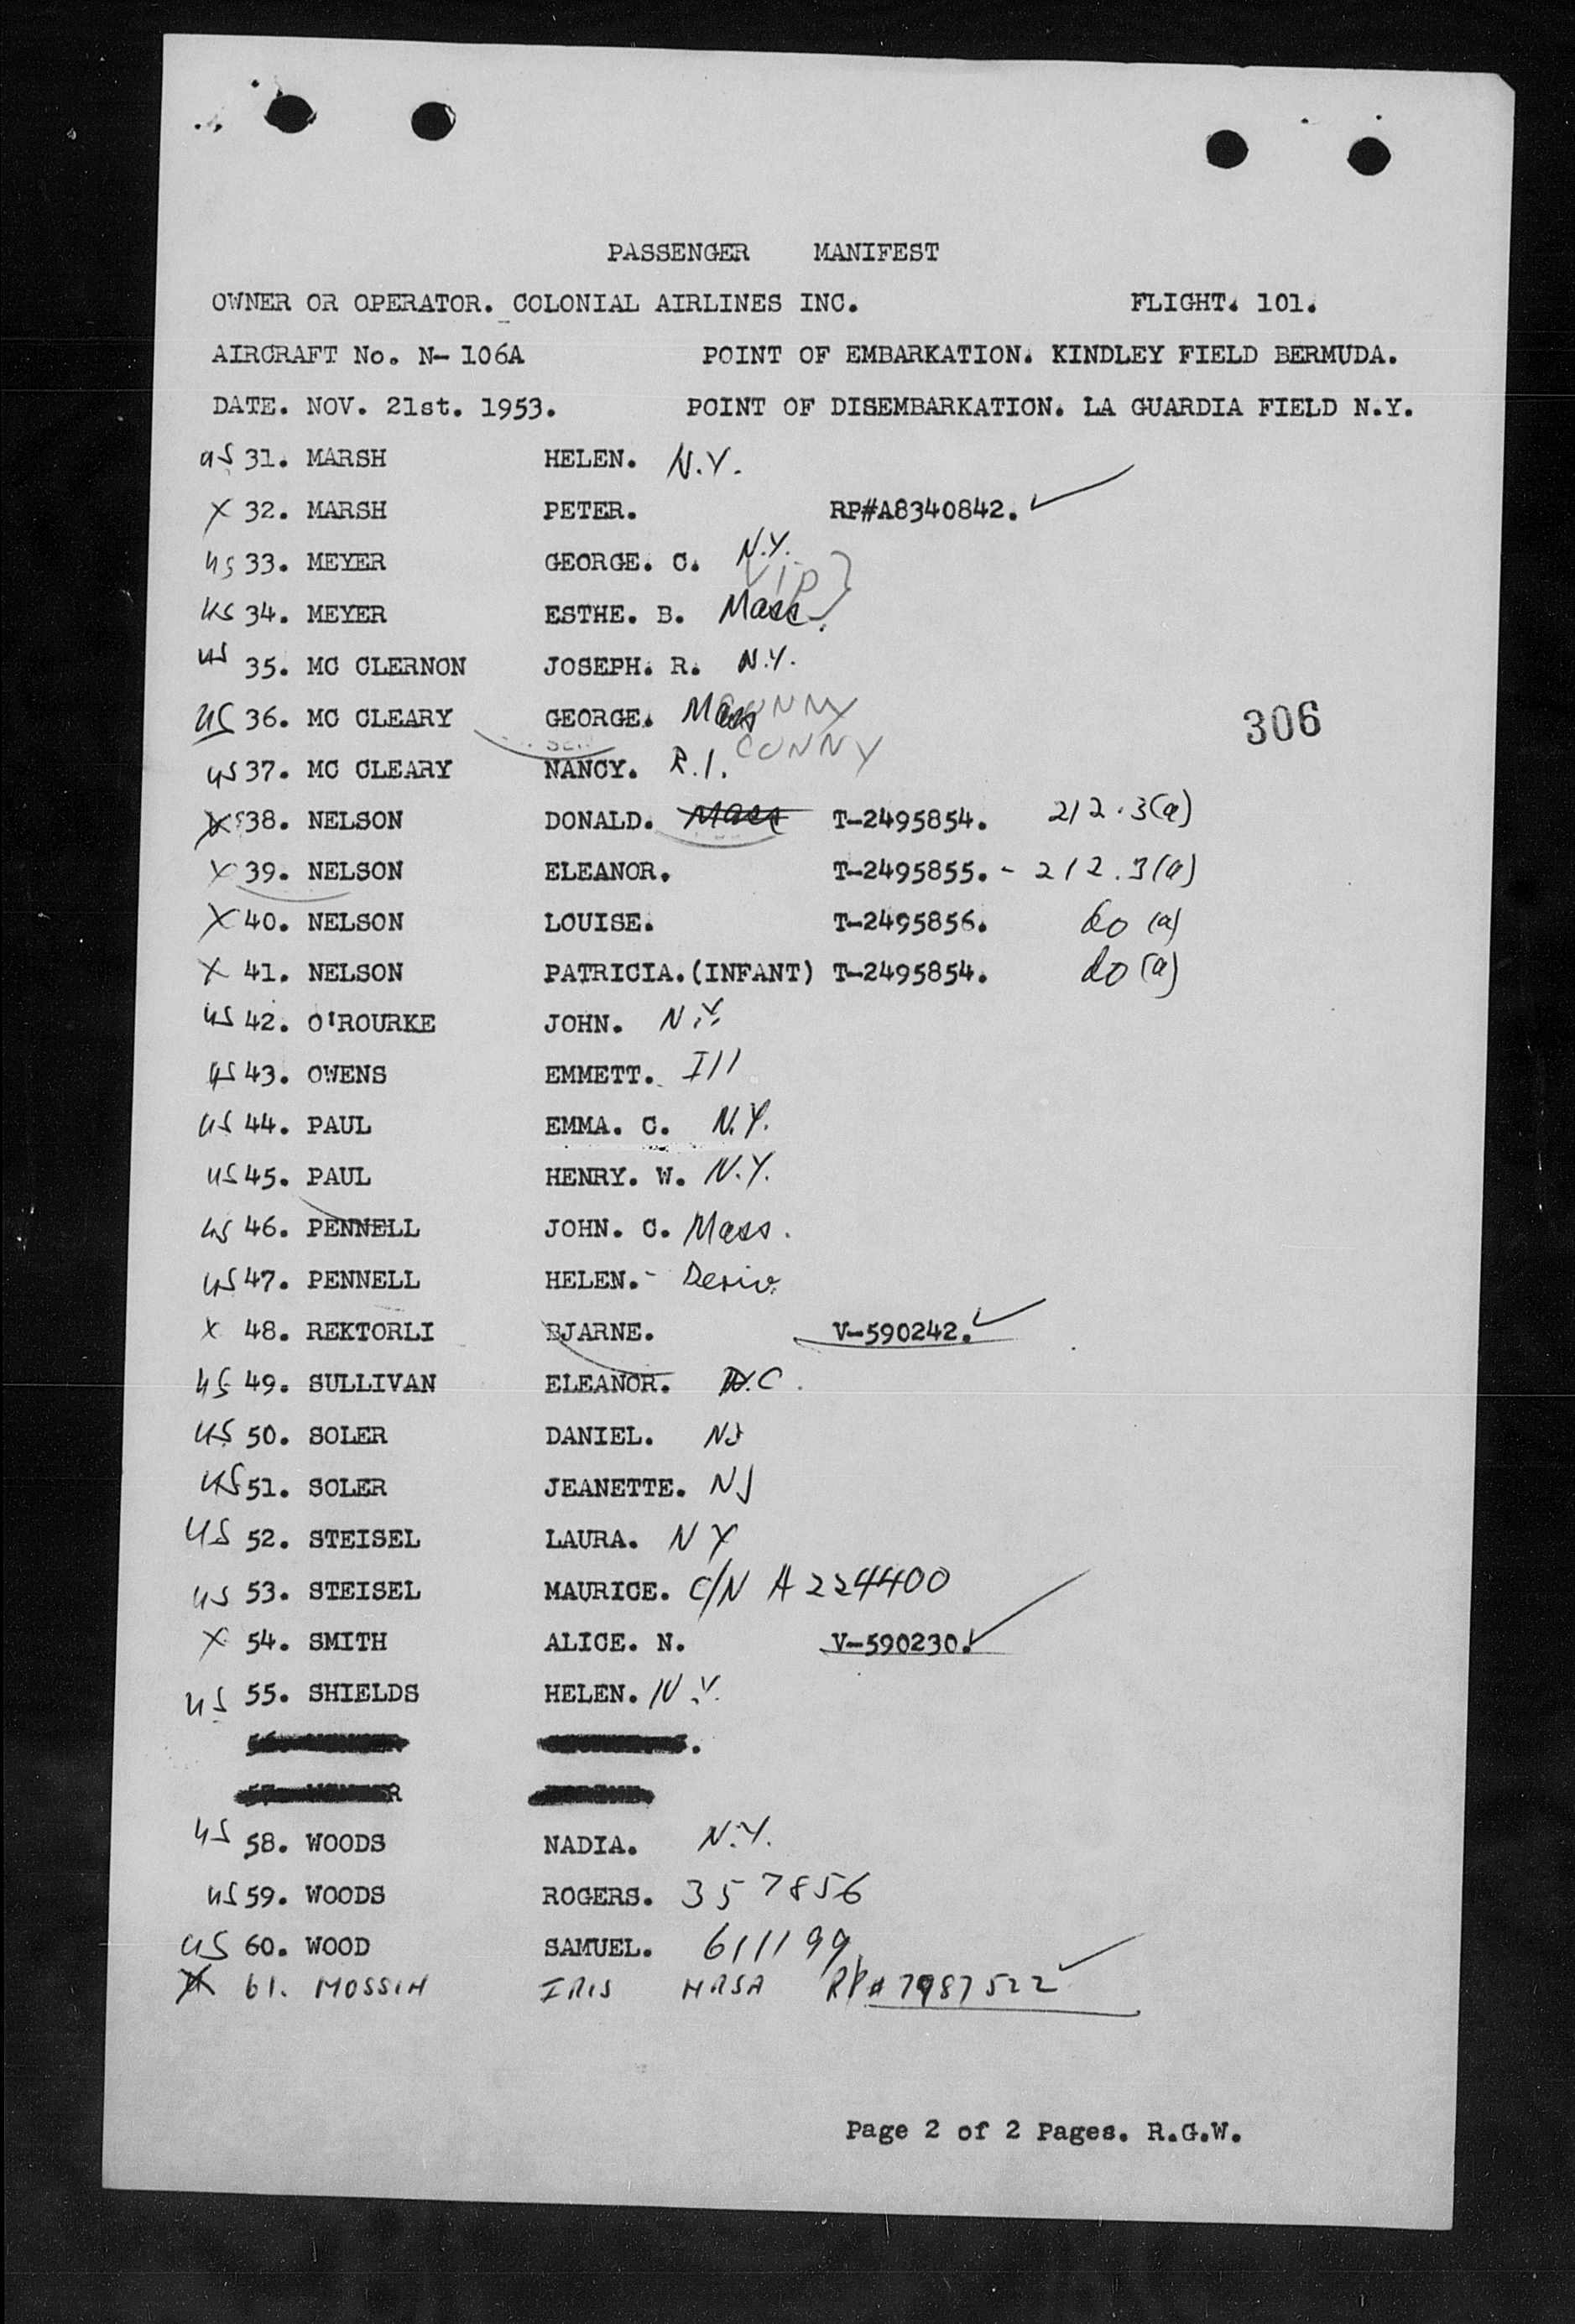 PASSENGER MANIFEST
OWNER OR OPERATOR. COLONIAL AIRLINES INC. FLIGHT. 101.
AIRCRAFT No. N-106A POINT OF EMBARKATION. KINDLEY FIELD BERMUDA.
DATE. NOV. 21st. 1953. POINT OF DISEMBARKATION. LA GUARDIA FIELD N.Y.
US 31. MARSH HELEN. N.Y.
X 32. MARSH PETER. RP#A8340842. ✓
US 33. MEYER GEORGE. C. N.Y.
VIP
US 34. MEYER ESTHE. B. Mass.
US 35. MC CLERNON JOSEPH. R. N.Y.
US 36. MC CLEARY GEORGE. Mass
306
US 37. MC CLEARY NANCY. R.I. CONNY
X 38. NELSON DONALD. Mass T-2495854. 212.3(a)
X 39. NELSON ELEANOR. T-2495855. - 212.3(a)
X 40. NELSON LOUISE. T-2495856. do (a)
X 41. NELSON PATRICIA.(INFANT) T-2495854. do (a)
US 42. O'ROURKE JOHN. N.Y.
US 43. OWENS EMMETT. Ill
US 44. PAUL EMMA. C. N.Y.
US 45. PAUL HENRY. W. N.Y.
US 46. PENNELL JOHN. C. Mass.
US 47. PENNELL HELEN. - Deriv.
X 48. REKTORLI BJARNE. V-590242. ✓
US 49. SULLIVAN ELEANOR.
US 50. SOLER DANIEL. NJ
US 51. SOLER JEANETTE. NJ
US 52. STEISEL LAURA. NY
US 53. STEISEL MAURICE. C/N A224400
X 54. SMITH ALICE. N. V-590230. ✓
US 55. SHIELDS HELEN. N.Y.
US 58. WOODS NADIA. N.Y.
US 59. WOODS ROGERS. 357856
US 60. WOOD SAMUEL. 611199
X 61. IRIS RP# 7987522 ✓
Page 2 of 2 Pages. R.G.W.